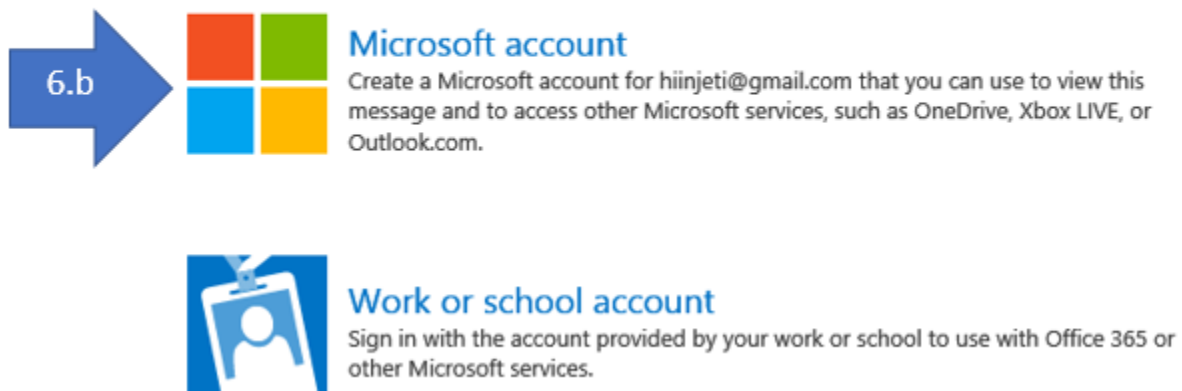 6.b
Microsoft account
Create a Microsoft account for hiinjeti@gmail.com that you can use to view this
message and to access other Microsoft services, such as OneDrive, Xbox LIVE, or
Outlook.com.
Work or school account
Sign in with the account provided by your work or school to use with Office 365 or
other Microsoft services.